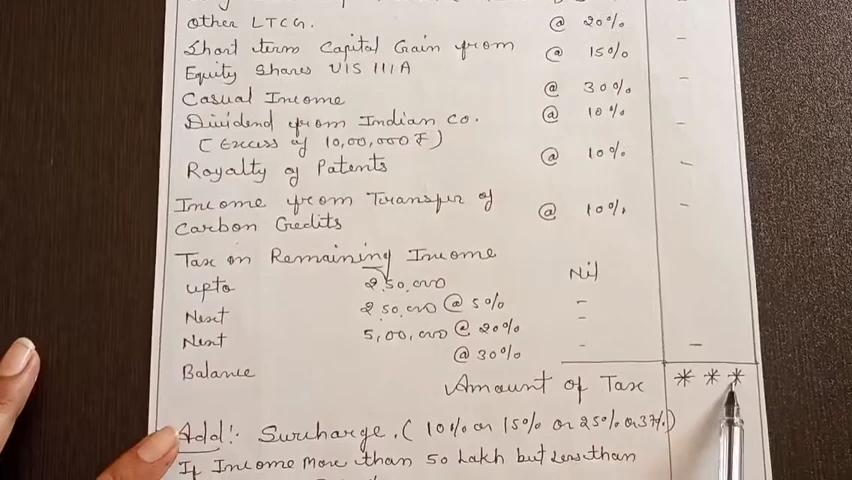 other LTCG. @ 20% -
Short term Capital Gain from @ 15% -
Equity Shares U/S 111A
Casual Income @ 30% -
Dividend from Indian Co. @ 10% -
(Excess of 10,00,000 ₹)
Royalty of Patents @ 10% -
Income from Transfer of
Carbon Credits @ 10% -
Tax on Remaining Income
upto 2,50,000 Nil
Next 2,50,000 @ 5% -
Next 5,00,000 @ 20% -
Balance @ 30% - -
Amount of Tax ***
Add:- Surcharge. (10% or 15% or 25% or 37%)
If Income more than 50 Lakh but Less than